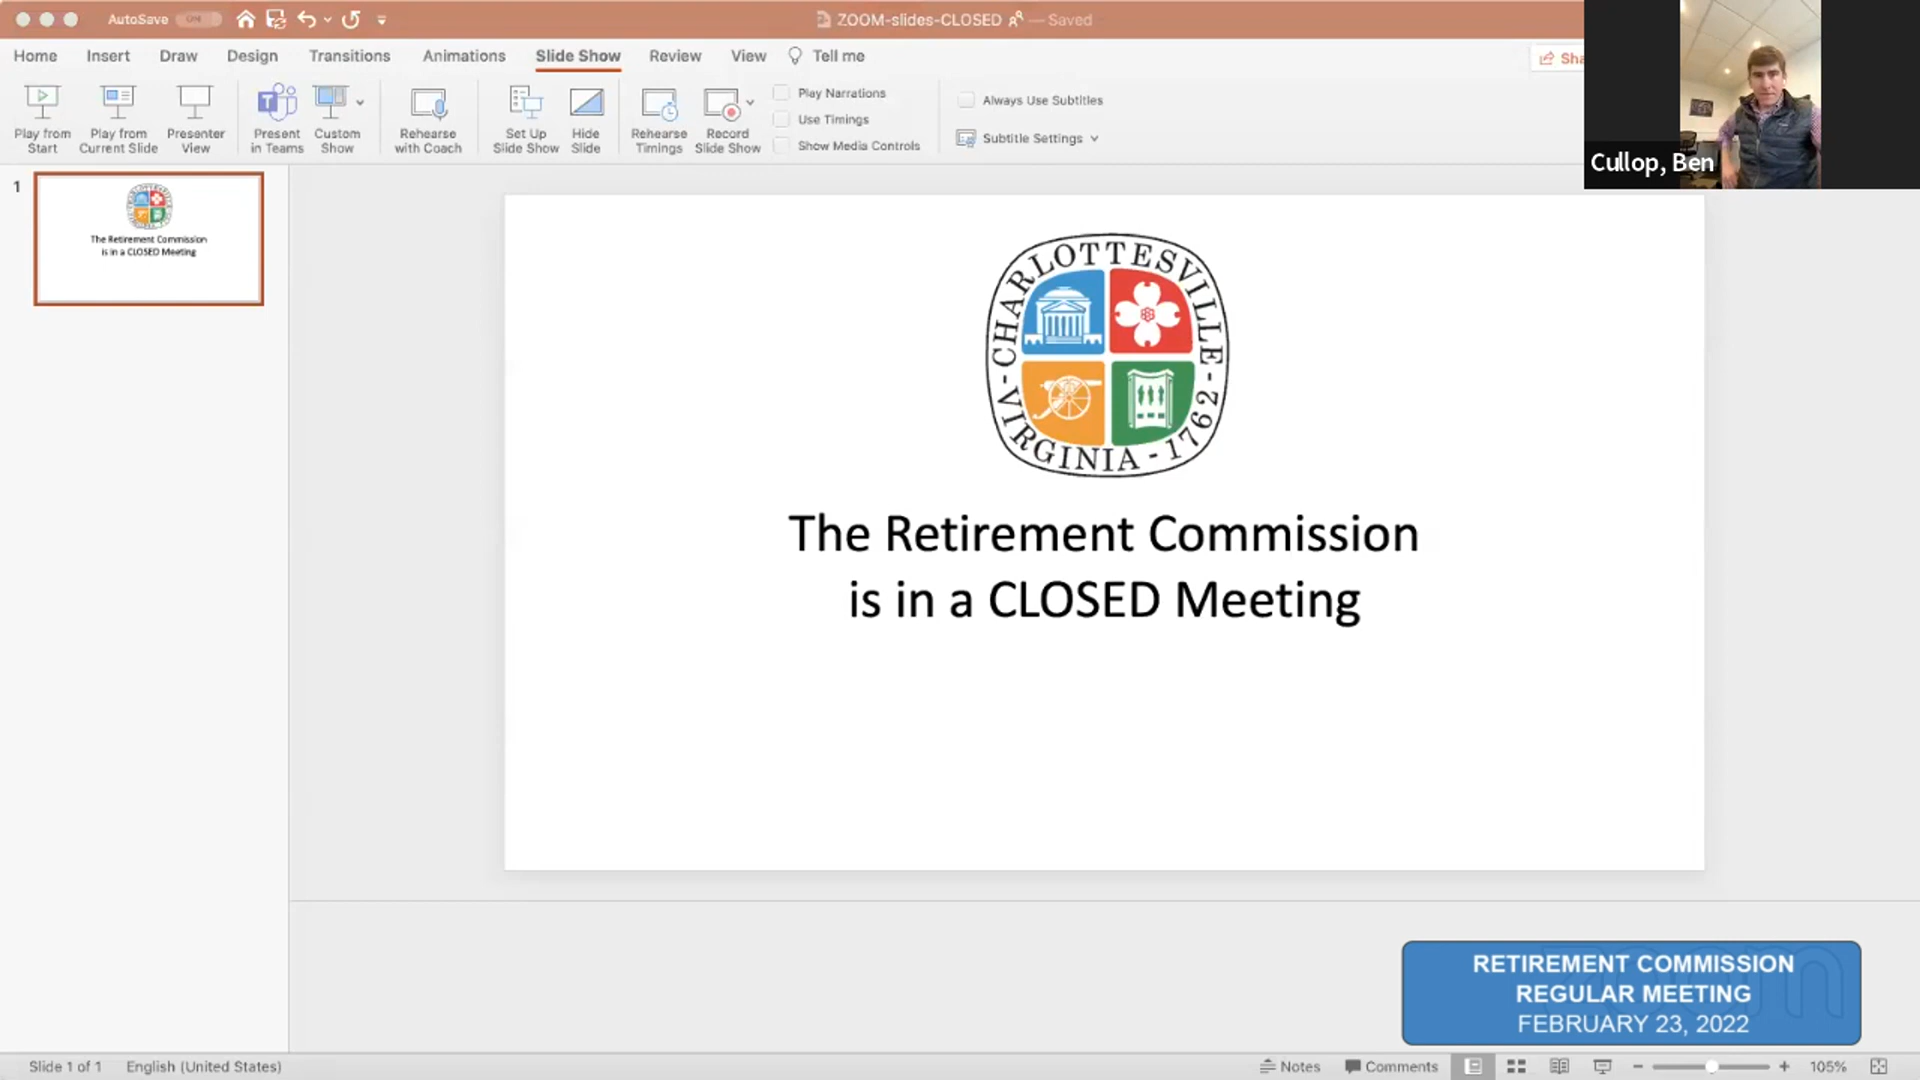 AutoSave ON
ZOOM-slides-CLOSED — Saved
Home Insert Draw Design Transitions Animations Slide Show Review View Tell me
Sha
Play from Start
Play from Current Slide
Presenter View
Present in Teams
Custom Show
Rehearse with Coach
Set Up Slide Show
Hide Slide
Rehearse Timings
Record Slide Show
Play Narrations
Use Timings
Show Media Controls
Always Use Subtitles
Subtitle Settings
Cullop, Ben
1
The Retirement Commission
is in a CLOSED Meeting
CHARLOTTESVILLE
VIRGINIA - 1762
The Retirement Commission
is in a CLOSED Meeting
zoom
RETIREMENT COMMISSION
REGULAR MEETING
FEBRUARY 23, 2022
Slide 1 of 1 English (United States)
Notes Comments 105%